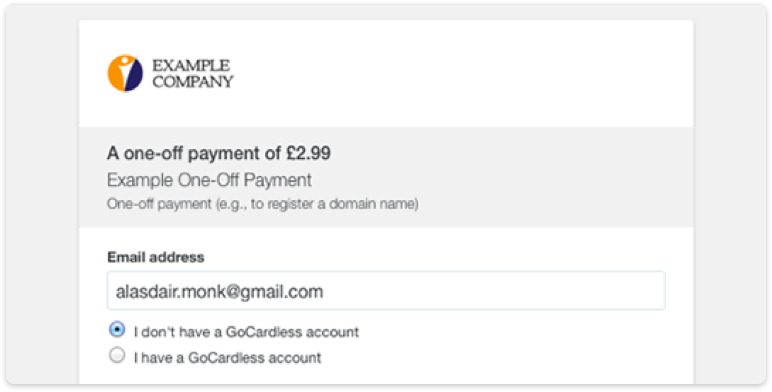 EXAMPLE
COMPANY
A one-off payment of £2.99
Example One-Off Payment
One-off payment (e.g., to register a domain name)
Email address
alasdair.monk@gmail.com
I don't have a GoCardless account
I have a GoCardless account